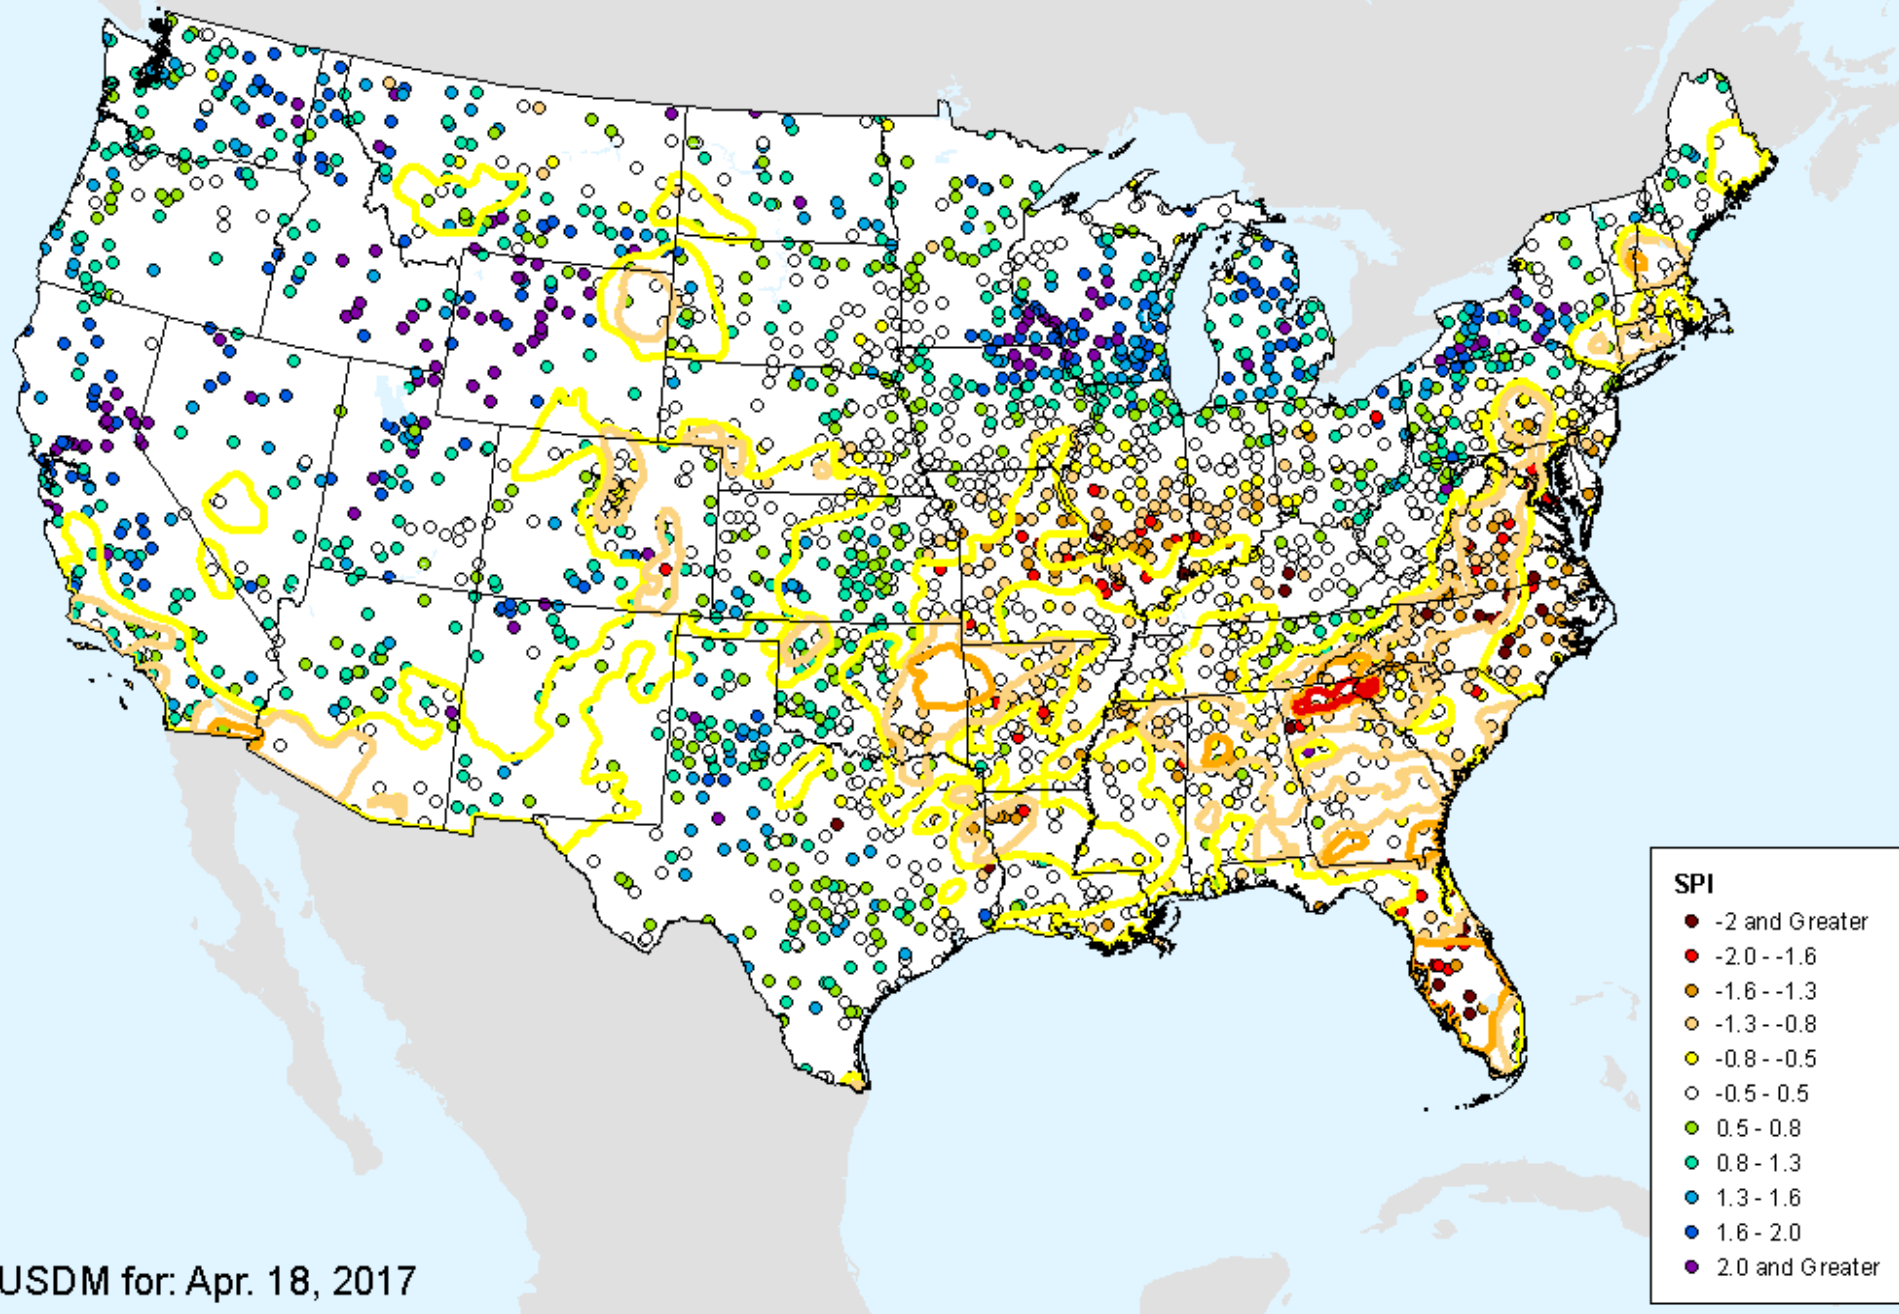 SPI
-2 and Greater
-2.0 - -1.6
-1.6 - -1.3
-1.3 - -0.8
-0.8 - -0.5
-0.5 - 0.5
0.5 - 0.8
0.8 - 1.3
1.3 - 1.6
1.6 - 2.0
2.0 and Greater
USDM for: Apr. 18, 2017